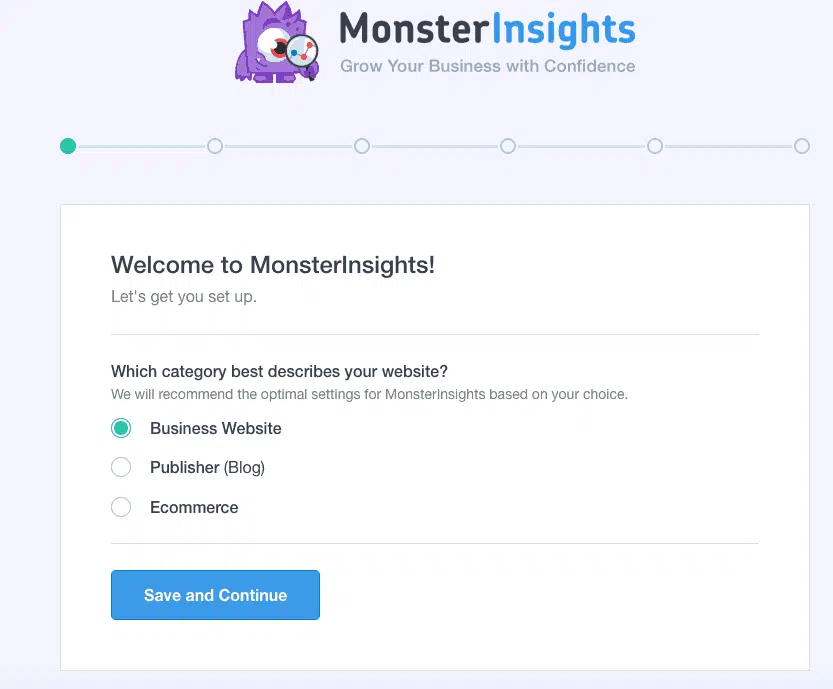 MonsterInsights
Grow Your Business with Confidence
Welcome to MonsterInsights!
Let's get you set up.
Which category best describes your website?
We will recommend the optimal settings for MonsterInsights based on your choice.
Business Website
Publisher (Blog)
Ecommerce
Save and Continue